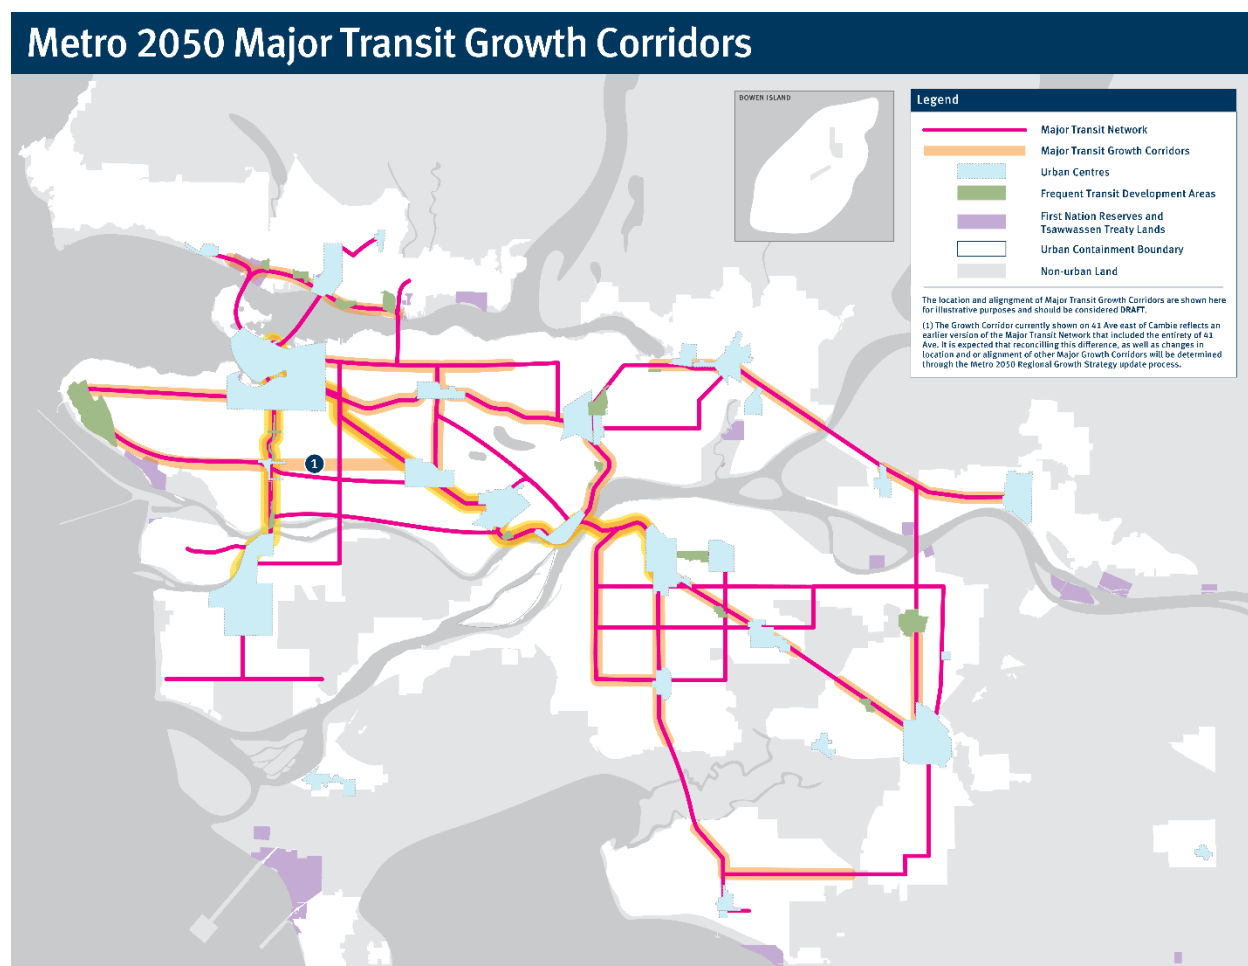 Metro 2050 Major Transit Growth Corridors
BOWEN ISLAND
Legend
Major Transit Network
Major Transit Growth Corridors
Urban Centres
Frequent Transit Development Areas
First Nation Reserves and
Tsawwassen Treaty Lands
Urban Containment Boundary
Non-urban Land
The location and aligngment of Major Transit Growth Corridors are shown here
for illustrative purposes and should be considered DRAFT.
(1) The Growth Corridor currently shown on 41 Ave east of Cambie reflects an
earlier version of the Major Transit Network that included the entirety of 41
Ave. It is expected that reconciling this difference, as well as changes in
location and or alignment of other Major Growth Corridors will be determined
through the Metro 2050 Regional Growth Strategy update process.
1